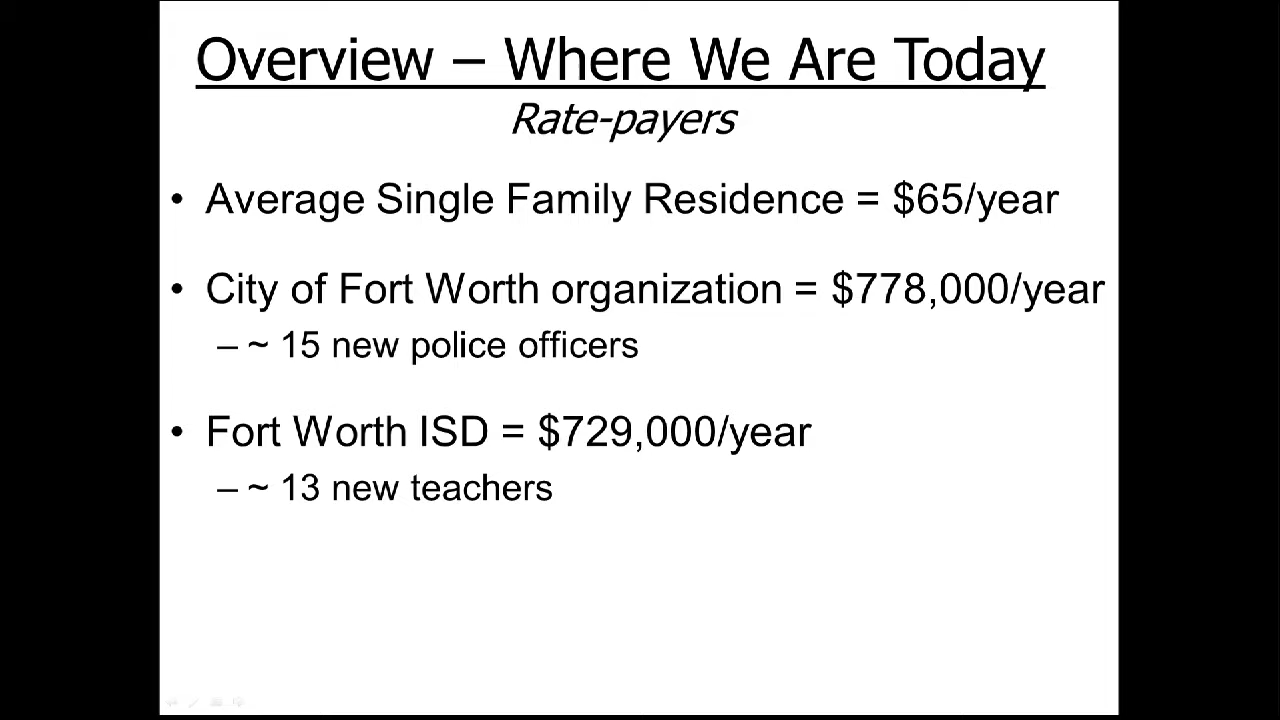 Overview – Where We Are Today
Rate-payers
• Average Single Family Residence = $65/year
• City of Fort Worth organization = $778,000/year
– ~ 15 new police officers
• Fort Worth ISD = $729,000/year
– ~ 13 new teachers